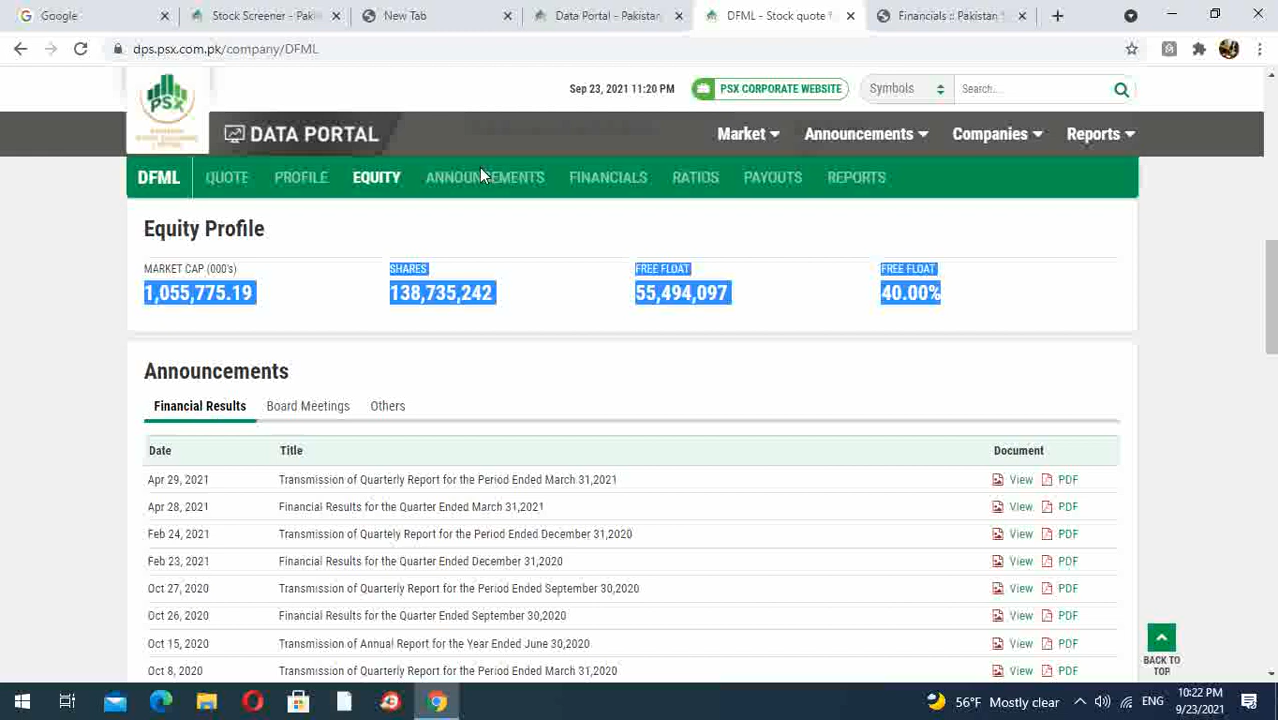 Google
Stock Screener - Paki
New Tab
Data Portal - Pakistan
DFML - Stock quote
Financials :: Pakistan
dps.psx.com.pk/company/DFML
PSX
Sep 23, 2021 11:20 PM
PSX CORPORATE WEBSITE
Symbols
Search...
DATA PORTAL
Market
Announcements
Companies
Reports
DFML
QUOTE
PROFILE
EQUITY
ANNOUNCEMENTS
FINANCIALS
RATIOS
PAYOUTS
REPORTS
Equity Profile
MARKET CAP (000's) SHARES FREE FLOAT FREE FLOAT
1,055,775.19 138,735,242 55,494,097 40.00%
Announcements
Financial Results Board Meetings Others
Date Title Document
Apr 29, 2021 Transmission of Quarterly Report for the Period Ended March 31,2021 View PDF
Apr 28, 2021 Financial Results for the Quarter Ended March 31,2021 View PDF
Feb 24, 2021 Transmission of Quartely Report for the Period Ended December 31,2020 View PDF
Feb 23, 2021 Financial Results for the Quarter Ended December 31,2020 View PDF
Oct 27, 2020 Transmission of Quarterly Report for the Period Ended September 30,2020 View PDF
Oct 26, 2020 Financial Results for the Quarter Ended September 30,2020 View PDF
Oct 15, 2020 Transmission of Annual Report for the Year Ended June 30,2020 View PDF
Oct 8, 2020 Transmission of Quarterly Report for the Period Ended March 31,2020 View PDF
BACK TO
TOP
56°F Mostly clear
ENG
10:22 PM
9/23/2021